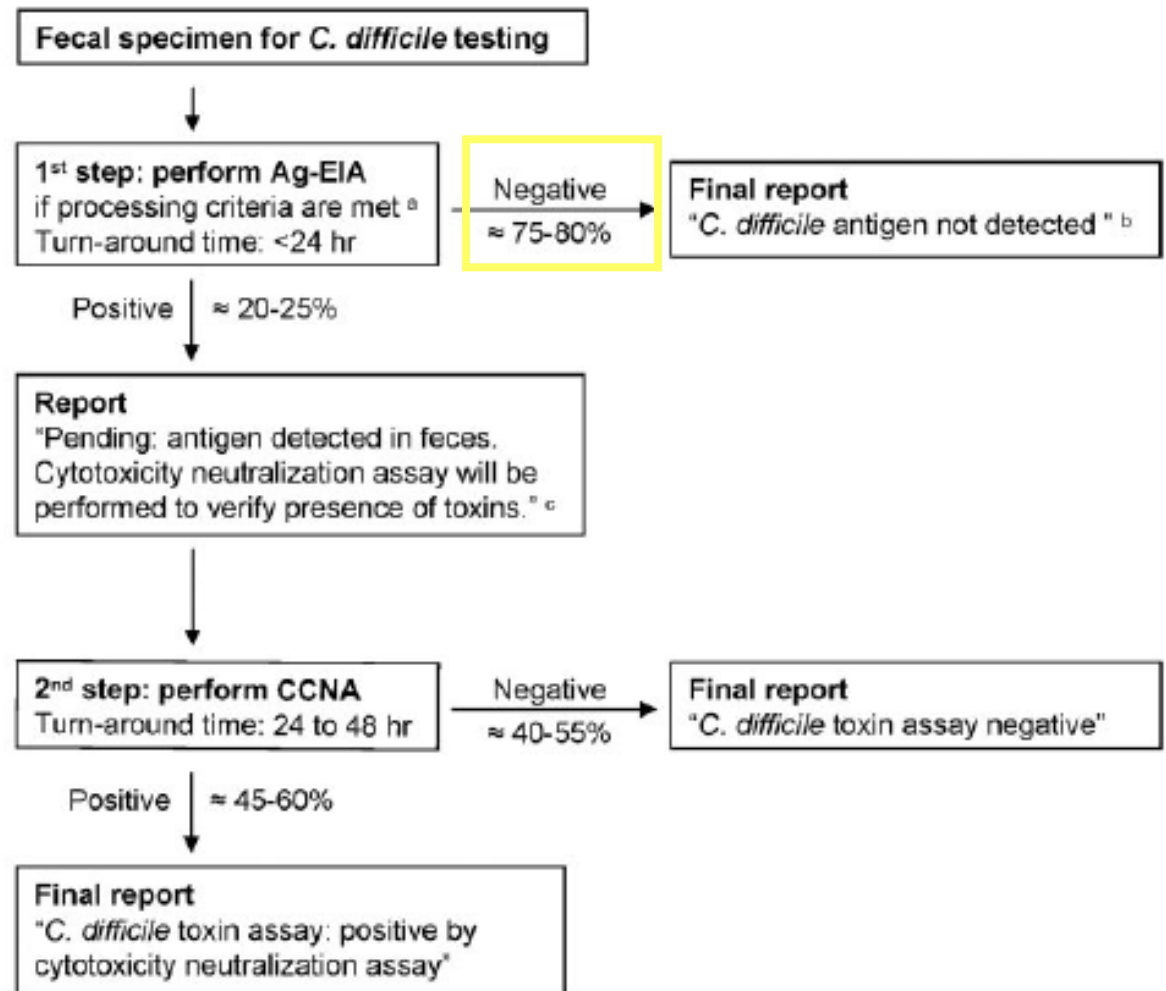 Fecal specimen for C. difficile testing
1st step: perform Ag-EIA
if processing criteria are met a
Turn-around time: <24 hr
Negative
≈ 75-80%
Final report
"C. difficile antigen not detected " b
Positive ≈ 20-25%
Report
"Pending: antigen detected in feces.
Cytotoxicity neutralization assay will be
performed to verify presence of toxins." c
2nd step: perform CCNA
Turn-around time: 24 to 48 hr
Negative
≈ 40-55%
Final report
"C. difficile toxin assay negative"
Positive ≈ 45-60%
Final report
"C. difficile toxin assay: positive by
cytotoxicity neutralization assay"